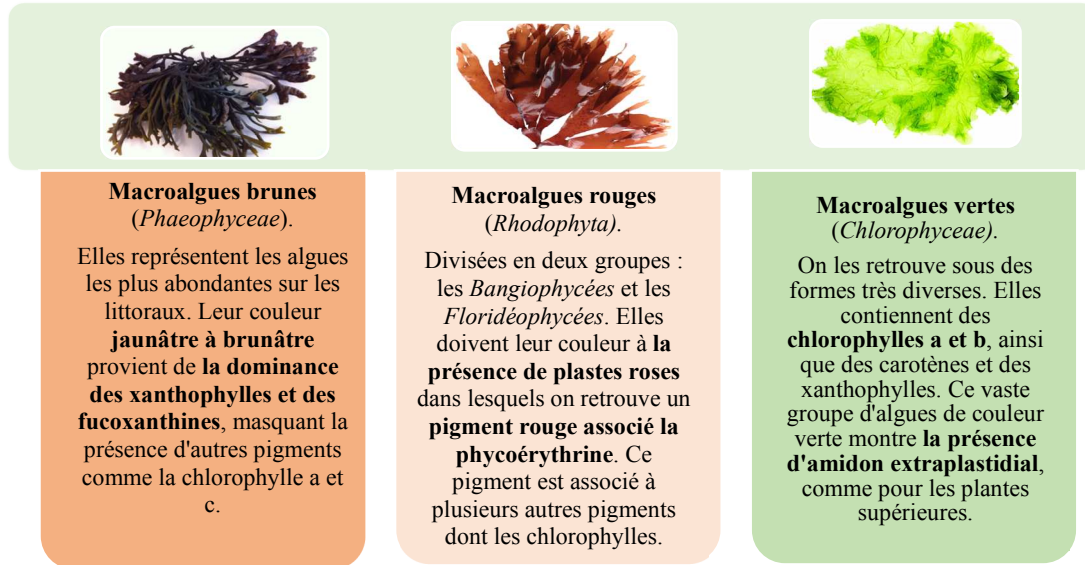 Macroalgues brunes
(Phaeophyceae).
Elles représentent les algues
les plus abondantes sur les
littoraux. Leur couleur
jaunâtre à brunâtre
provient de la dominance
des xanthophylles et des
fucoxanthines, masquant la
présence d'autres pigments
comme la chlorophylle a et
c.
Macroalgues rouges
(Rhodophyta).
Divisées en deux groupes :
les Bangiophycées et les
Floridéophycées. Elles
doivent leur couleur à la
présence de plastes roses
dans lesquels on retrouve un
pigment rouge associé la
phycoérythrine. Ce
pigment est associé à
plusieurs autres pigments
dont les chlorophylles.
Macroalgues vertes
(Chlorophyceae).
On les retrouve sous des
formes très diverses. Elles
contiennent des
chlorophylles a et b, ainsi
que des carotènes et des
xanthophylles. Ce vaste
groupe d'algues de couleur
verte montre la présence
d'amidon extraplastidial,
comme pour les plantes
supérieures.